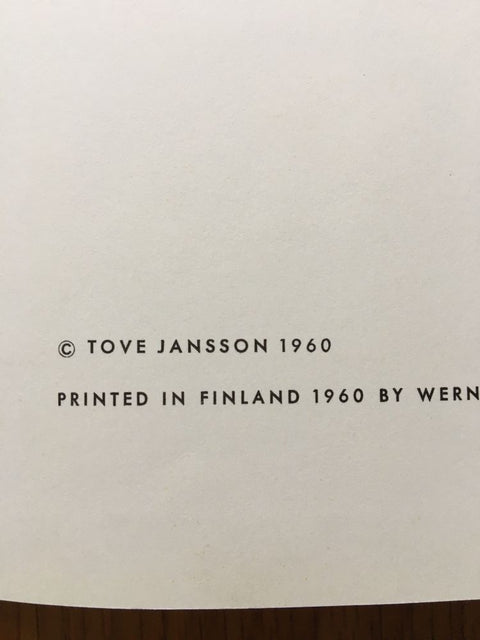 © TOVE JANSSON 1960
PRINTED IN FINLAND 1960 BY WERN